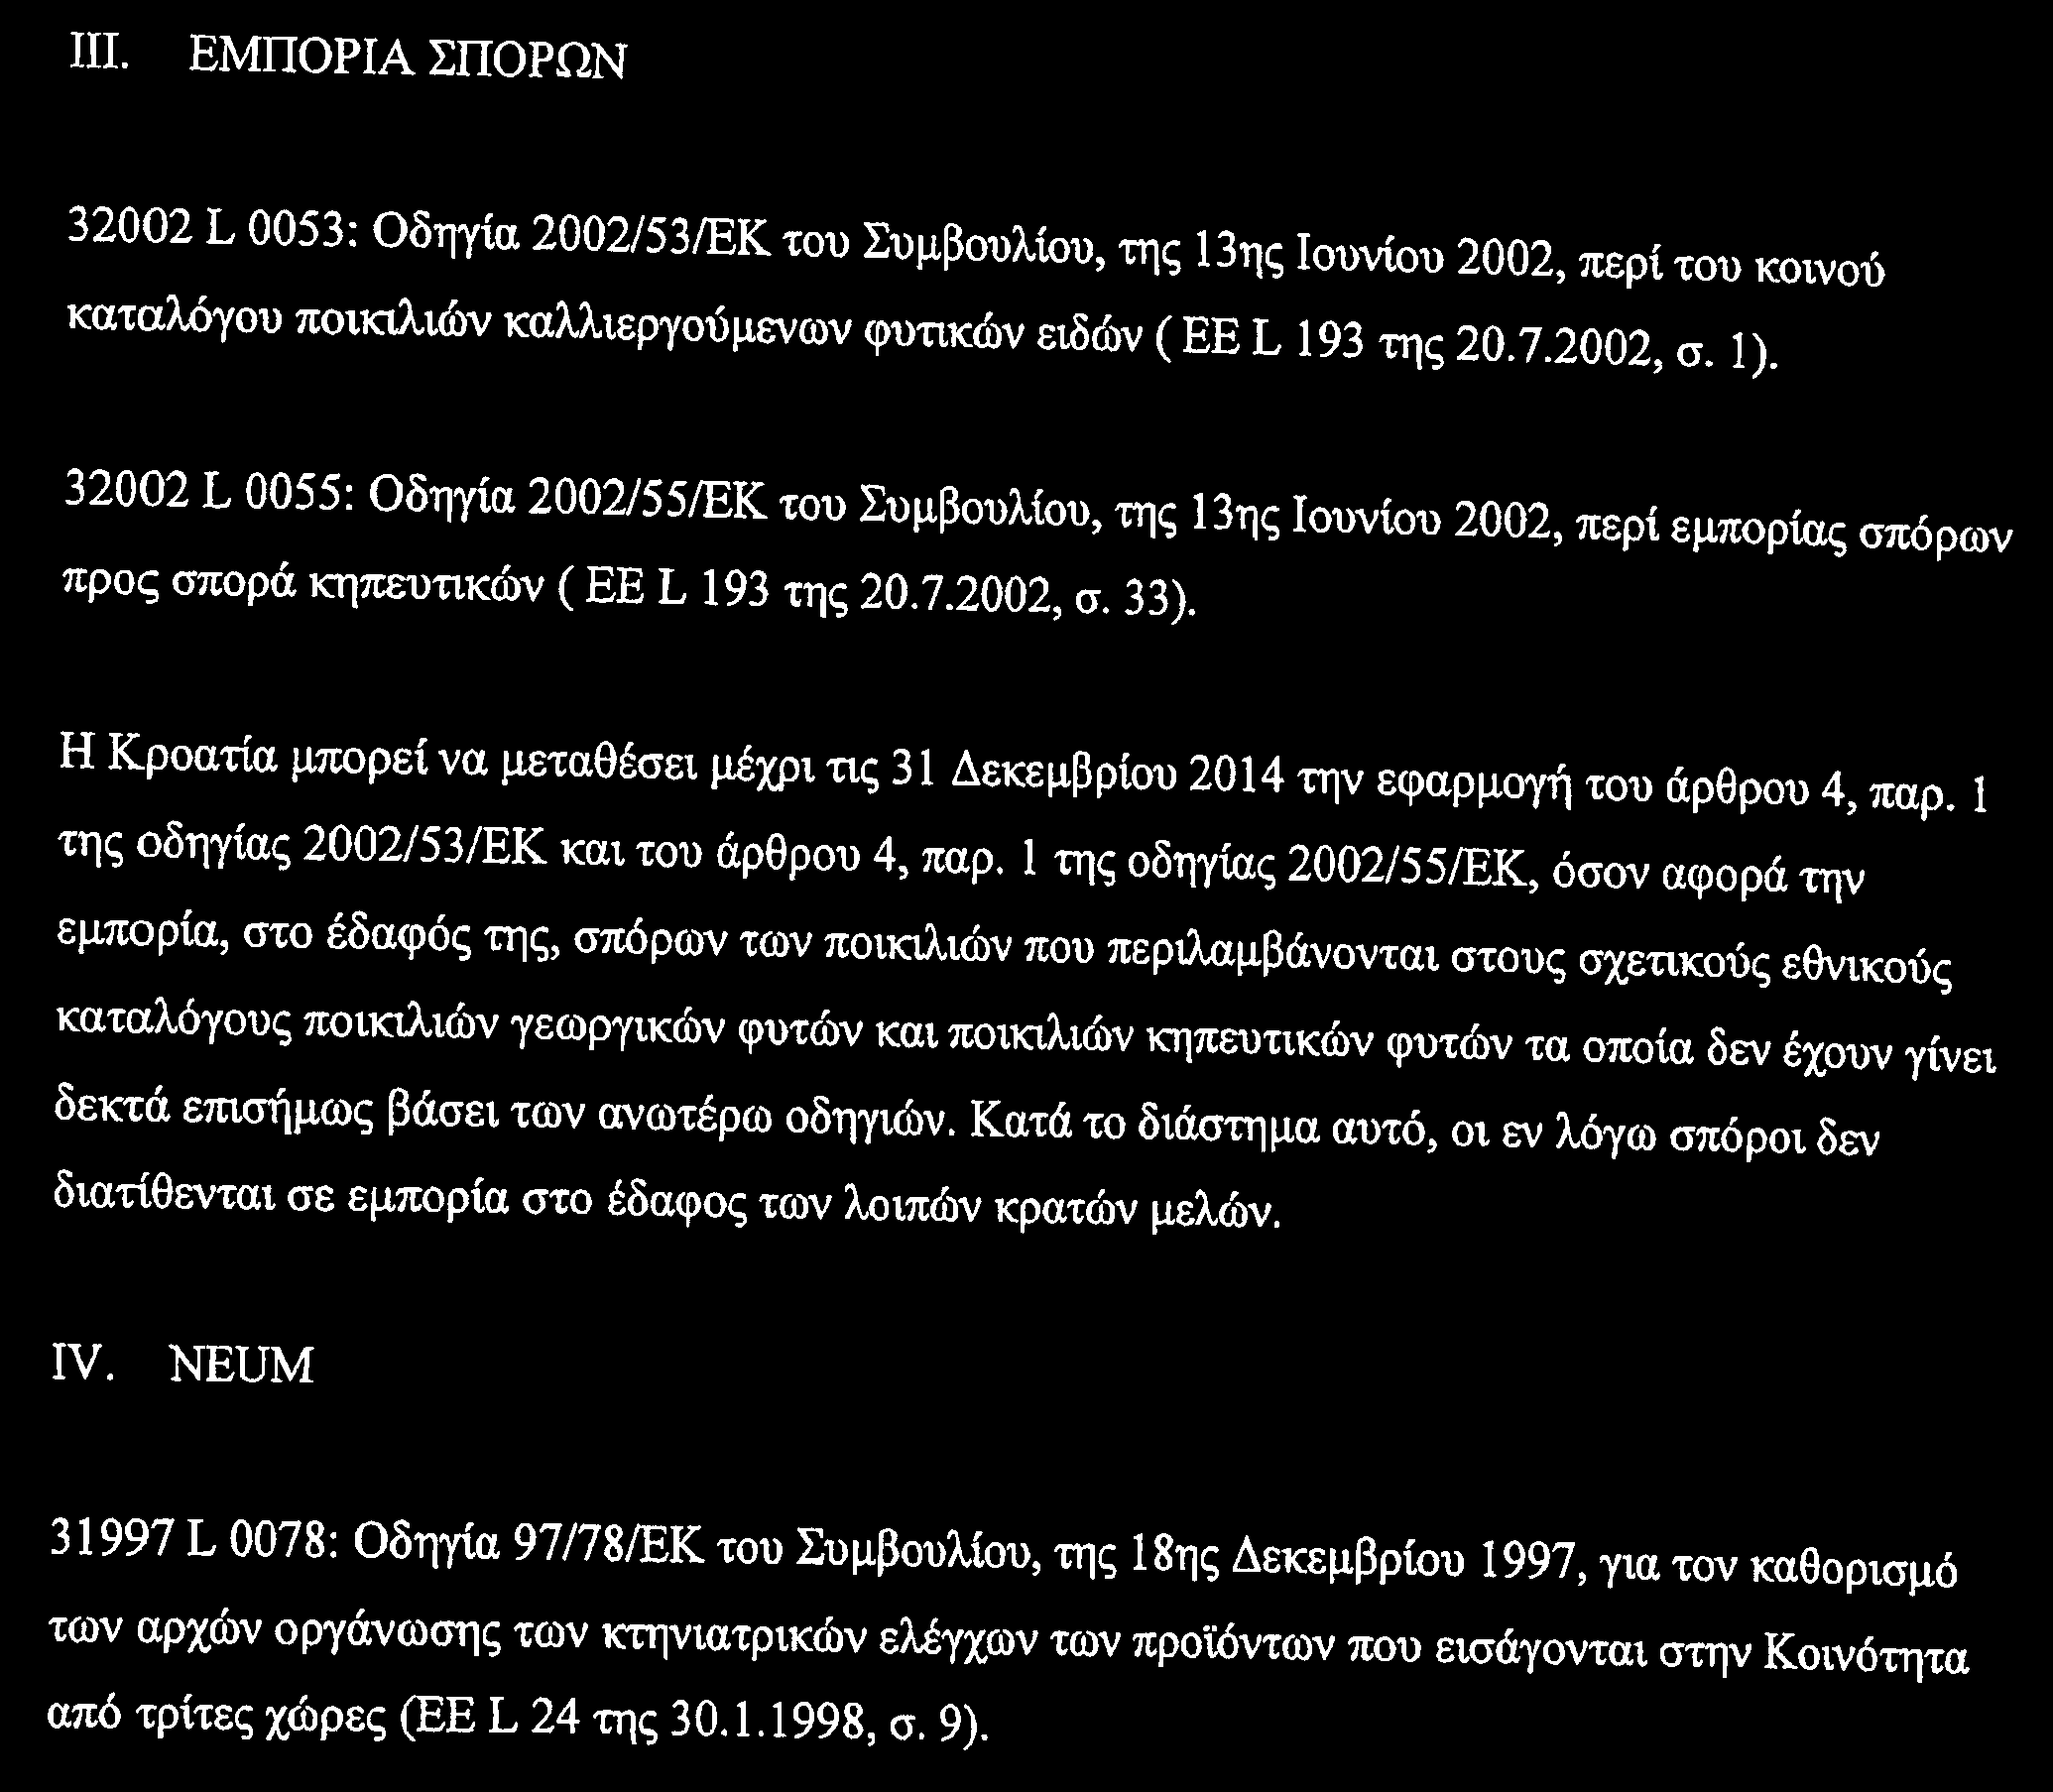 III. ΕΜΠΟΡΙΑ ΣΠΟΡΩΝ
32002 L 0053: Οδηγία 2002/53/ΕΚ του Συμβουλίου, της 13ης Ιουνίου 2002, περί του κοινού
καταλόγου ποικιλιών καλλιεργούμενων φυτικών ειδών ( ΕΕ L 193 της 20.7.2002, σ. 1).
32002 L 0055: Οδηγία 2002/55/ΕΚ του Συμβουλίου, της 13ης Ιουνίου 2002, περί εμπορίας σπόρων
προς σπορά κηπευτικών ( ΕΕ L 193 της 20.7.2002, σ. 33).
Η Κροατία μπορεί να μεταθέσει μέχρι τις 31 Δεκεμβρίου 2014 την εφαρμογή του άρθρου 4, παρ. 1
της οδηγίας 2002/53/ΕΚ και του άρθρου 4, παρ. 1 της οδηγίας 2002/55/ΕΚ, όσον αφορά την
εμπορία, στο έδαφός της, σπόρων των ποικιλιών που περιλαμβάνονται στους σχετικούς εθνικούς
καταλόγους ποικιλιών γεωργικών φυτών και ποικιλιών κηπευτικών φυτών τα οποία δεν έχουν γίνει
δεκτά επισήμως βάσει των ανωτέρω οδηγιών. Κατά το διάστημα αυτό, οι εν λόγω σπόροι δεν
διατίθενται σε εμπορία στο έδαφος των λοιπών κρατών μελών.
IV. NEUM
31997 L 0078: Οδηγία 97/78/ΕΚ του Συμβουλίου, της 18ης Δεκεμβρίου 1997, για τον καθορισμό
των αρχών οργάνωσης των κτηνιατρικών ελέγχων των προϊόντων που εισάγονται στην Κοινότητα
από τρίτες χώρες (ΕΕ L 24 της 30.1.1998, σ. 9).